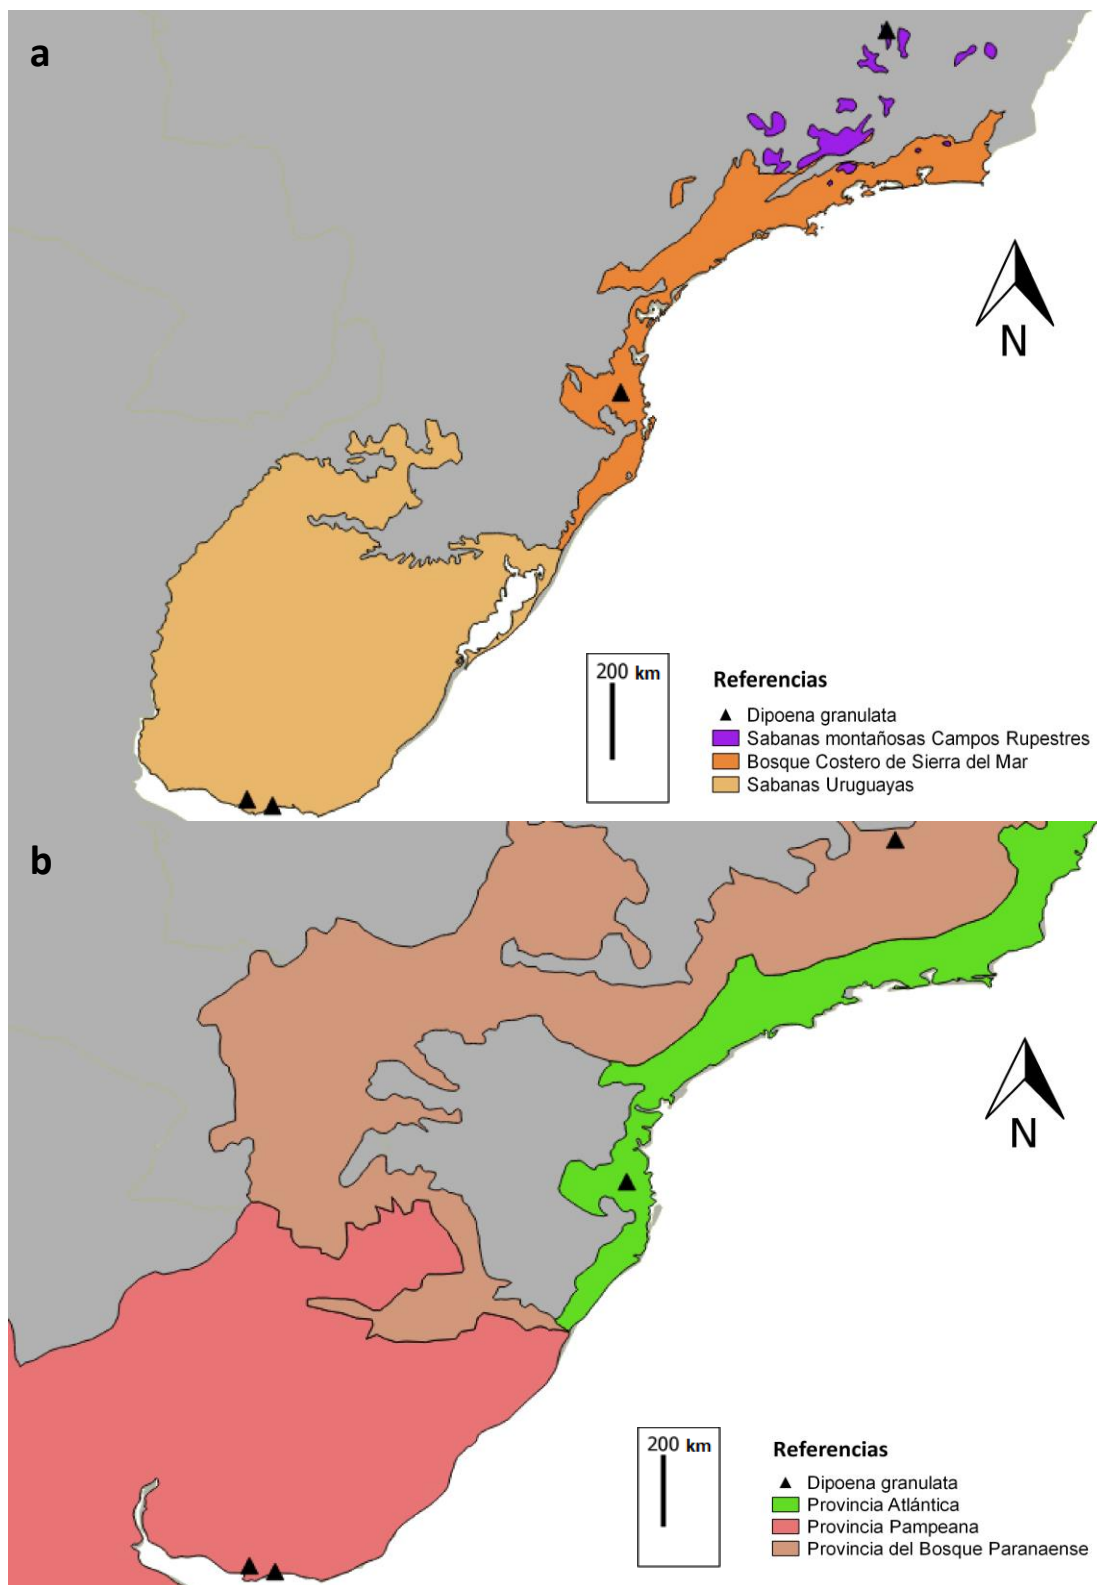 a
N
200 km
Referencias
Dipoena granulata
Sabanas montañosas Campos Rupestres
Bosque Costero de Sierra del Mar
Sabanas Uruguayas
b
N
200 km
Referencias
Dipoena granulata
Provincia Atlántica
Provincia Pampeana
Provincia del Bosque Paranaense